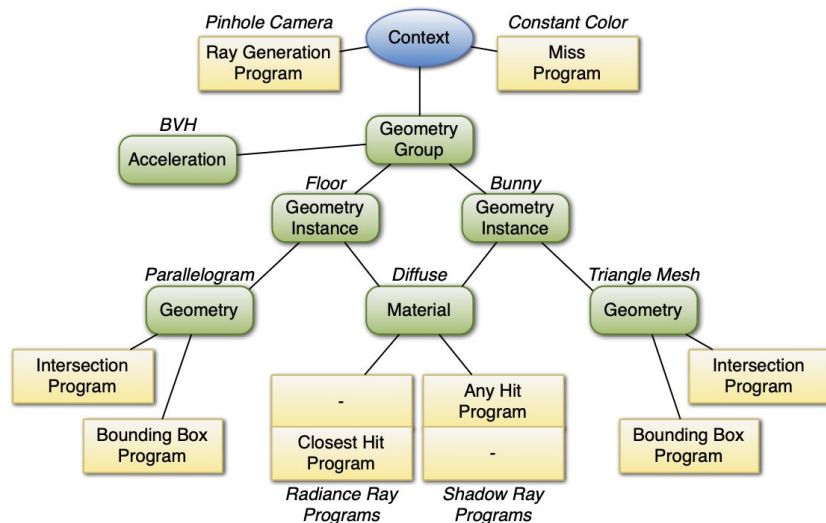 Pinhole Camera
Constant Color
Context
Ray Generation
Program
Miss
Program
BVH
Acceleration
Geometry
Group
Floor
Bunny
Geometry
Instance
Geometry
Instance
Parallelogram
Diffuse
Triangle Mesh
Geometry
Material
Geometry
Intersection
Program
-
Any Hit
Program
Intersection
Program
Bounding Box
Program
Closest Hit
Program
-
Bounding Box
Program
Radiance Ray
Programs
Shadow Ray
Programs